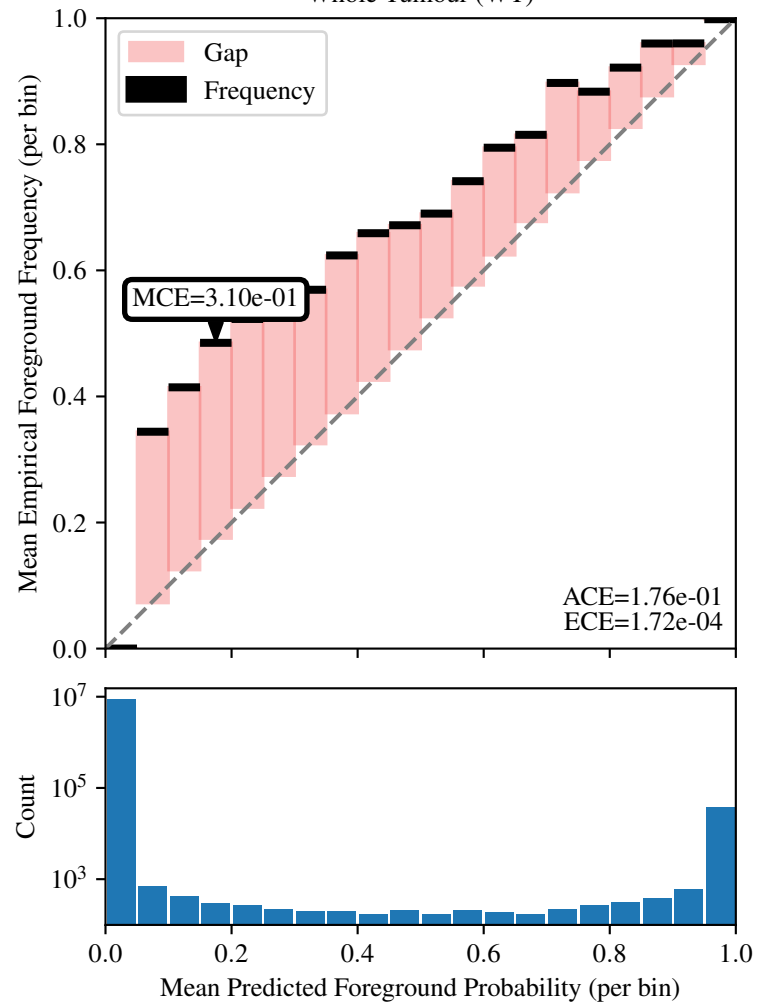 Whole Tumour (WT)
1.0
0.8
0.6
0.4
0.2
0.0
Mean Empirical Foreground Frequency (per bin)
Gap
Frequency
MCE=3.10e-01
ACE=1.76e-01
ECE=1.72e-04
10^7
10^5
10^3
Count
0.0 0.2 0.4 0.6 0.8 1.0
Mean Predicted Foreground Probability (per bin)